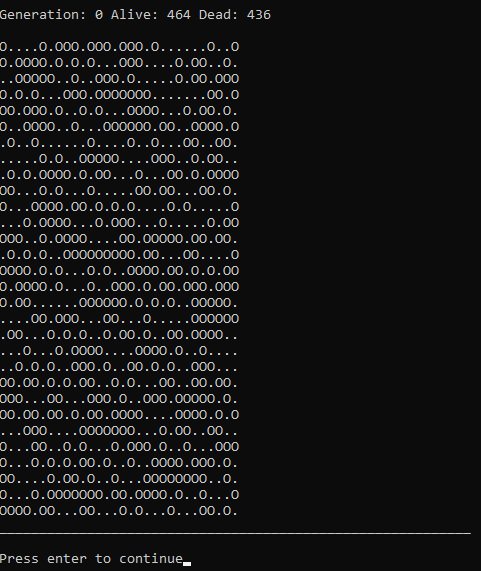 Generation: 0 Alive: 464 Dead: 436
O....O.OOO.OOO.OOO.O......O..O
O.OOOO.O.O.O...OOO....O.OO..O.
..OOOOO..O..OOO.O.....O.OO.OOO
O.O.O...OOO.OOOOOOO.......OO.O
OO.OOO.O..O.O...OOOO...O.OO.O.
O..OOOO..O...OOOOOO.OO..OOOO.O
.O..O......O....O..O...OO..OO.
.....O.O..OOOOO....OOO..O.OO..
.O.O.OOOO.O.OO...O...OO.O.OOOO
OO...O.O...O.....OO.OO...OO.O.
O...OOOO.OO.O.O.O....O.O.....O
...O.OOOO....O.OOO...O.....O.OO
OOO..O.OOOO....OO.OOOOO.OO.OO.
.O.O.O..OOOOOOOOO.OO...OO....O
OOOO.O.O...O.O..OOOO.OO.O.O.OO
O.OOOO.O...O..OOO.O.OO.OOO.OOO
O.OO......OOOOOO.O.O.O..OOOOO.
....OO.OOO...OO...O.....OOOOOO
.OO...O.O.O..O.OO.O..OO.OOOO..
...O...O.OOOO....OOOO.O..O....
..O.O.O..OOO.O..OO.O.O..OOO...
OO.OO.O.O.OO..O.O...OO..OO.OO.
OOO...OO...OOO.O..OOO.OOOOO.O.
OO.OO.OO.O.OO.OOOO....OOOO.O.O
...OOO....OOOOOOO...O.OO..OO..
O...OO..O.O...O.OOO.O..O...OOO
O...O.O.O.OO.O..O..OOOO.OOO.O.
....O.OO.O..O...OOOOOOOO..O.
...O.OOOOOOO.OO.OOOO.O..O...O
OOOO.OO...OO...O.O...O...OO.O.
Press enter to continue